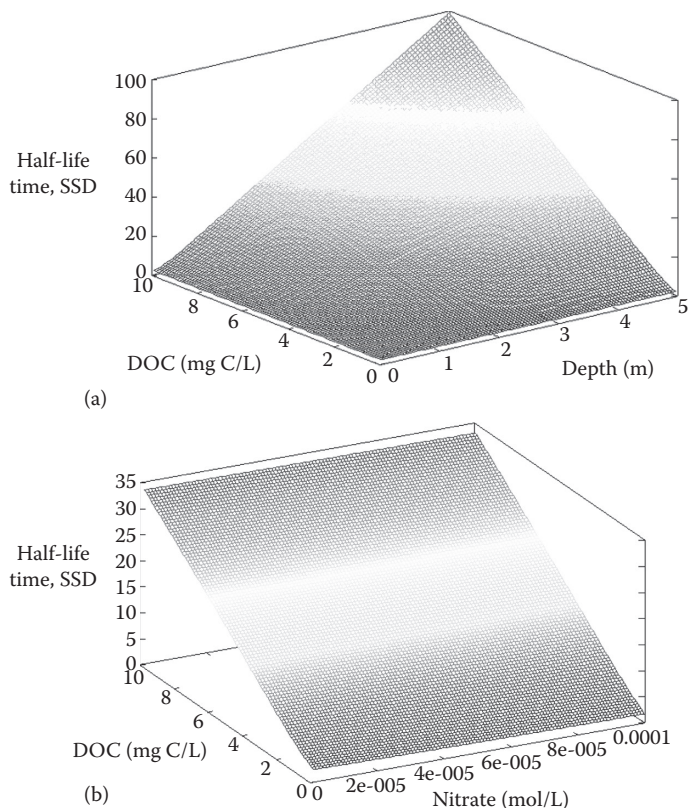 100
80
60
40
20
0
Half-life
time, SSD
10
8
6
4
2
0
DOC (mg C/L)
0
1
2
3
4
5
Depth (m)
(a)
35
30
25
20
15
10
5
0
Half-life
time, SSD
10
8
6
4
2
0
DOC (mg C/L)
0
2e-005
4e-005
6e-005
8e-005
0.0001
Nitrate (mol/L)
(b)